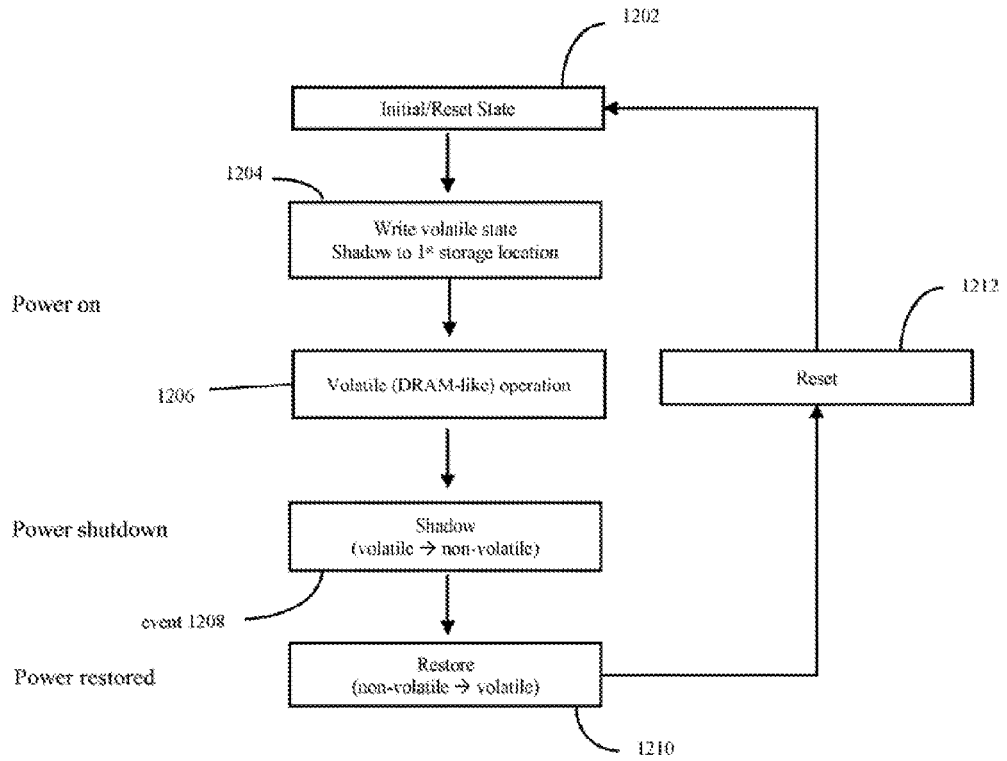 1202
Initial/Reset State
1204
Write volatile state
Shadow to 1st storage location
Power on
1212
Reset
1206
Volatile (DRAM-like) operation
Power shutdown
Shadow
(volatile → non-volatile)
event 1208
Power restored
Restore
(non-volatile → volatile)
1210